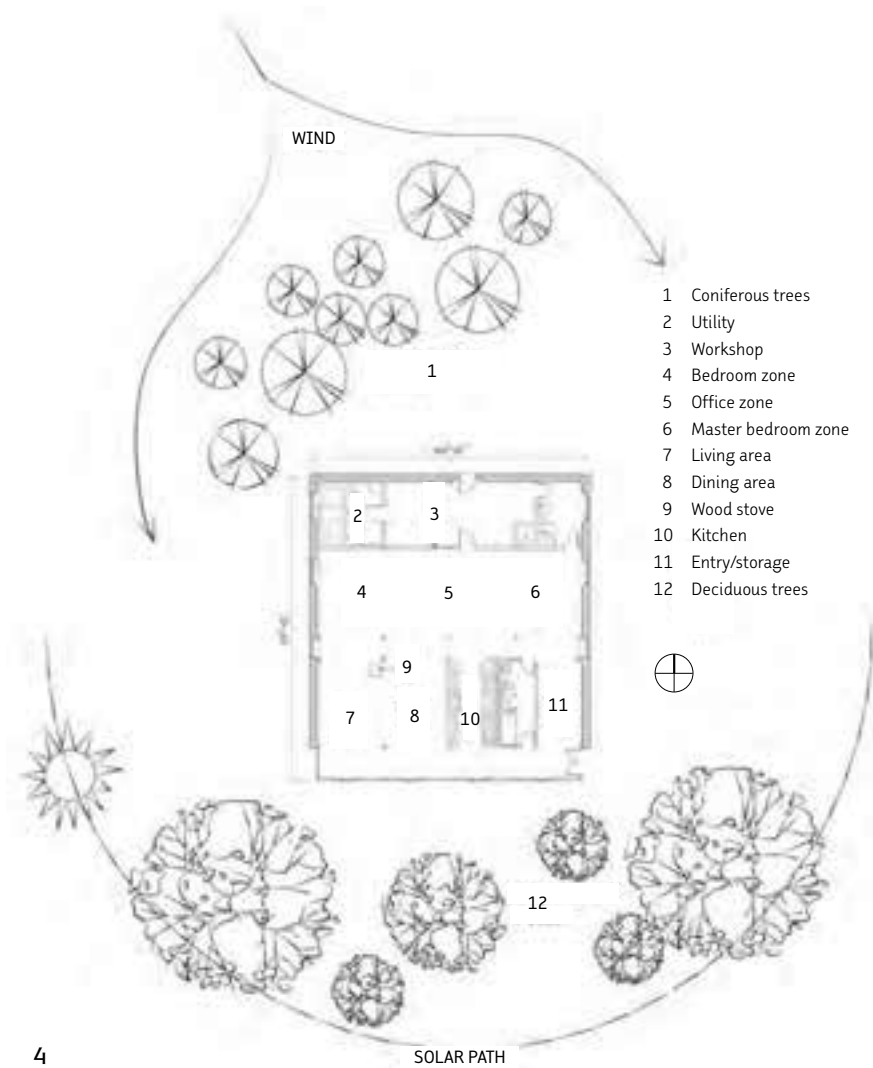 WIND
1 Coniferous trees
2 Utility
3 Workshop
4 Bedroom zone
5 Office zone
6 Master bedroom zone
7 Living area
8 Dining area
9 Wood stove
10 Kitchen
11 Entry/storage
12 Deciduous trees
1
2
3
4
5
6
9
7
8
10
11
12
4
SOLAR PATH